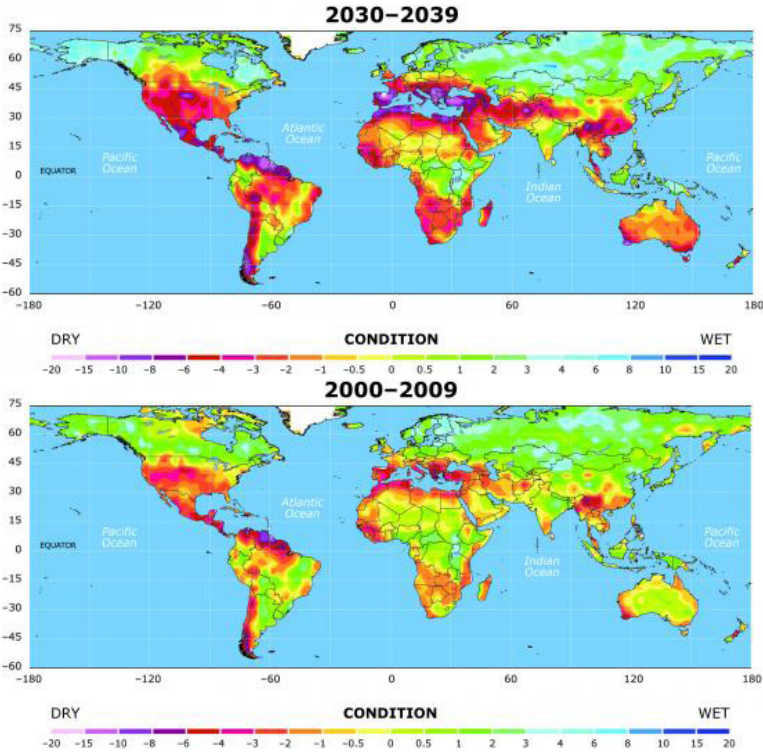 2030–2039
75
60
45
30
15
0
−15
−30
−45
−60
EQUATOR
Pacific
Ocean
Atlantic
Ocean
Indian
Ocean
Pacific
Ocean
−180 −120 −60 0 60 120 180
DRY CONDITION WET
−20 −15 −10 −8 −6 −4 −3 −2 −1 −0.5 0 0.5 1 2 3 4 6 8 10 15 20
2000–2009
75
60
45
30
15
0
−15
−30
−45
−60
EQUATOR
Pacific
Ocean
Atlantic
Ocean
Indian
Ocean
Pacific
Ocean
−180 −120 −60 0 60 120 180
DRY CONDITION WET
−20 −15 −10 −8 −6 −4 −3 −2 −1 −0.5 0 0.5 1 2 3 4 6 8 10 15 20